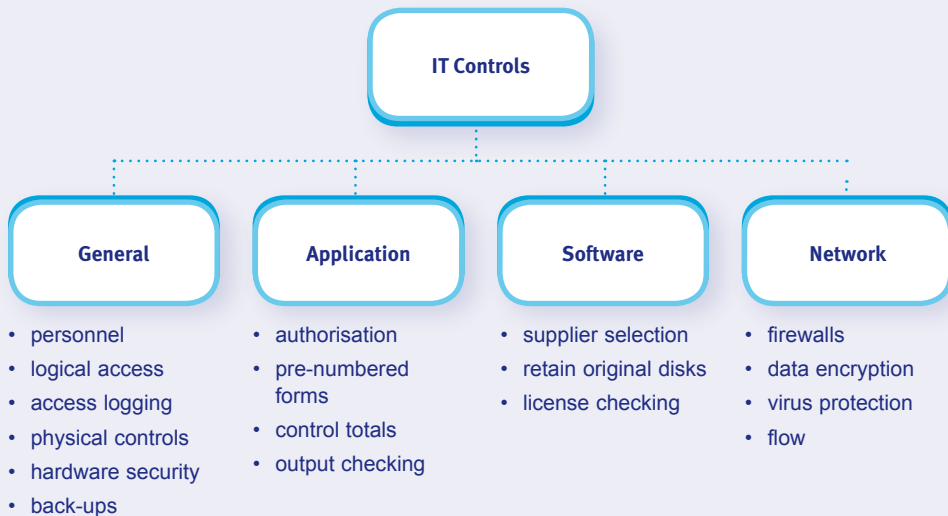 IT Controls
General
Application
Software
Network
• personnel
• logical access
• access logging
• physical controls
• hardware security
• back-ups
• authorisation
• pre-numbered
forms
• control totals
• output checking
• supplier selection
• retain original disks
• license checking
• firewalls
• data encryption
• virus protection
• flow